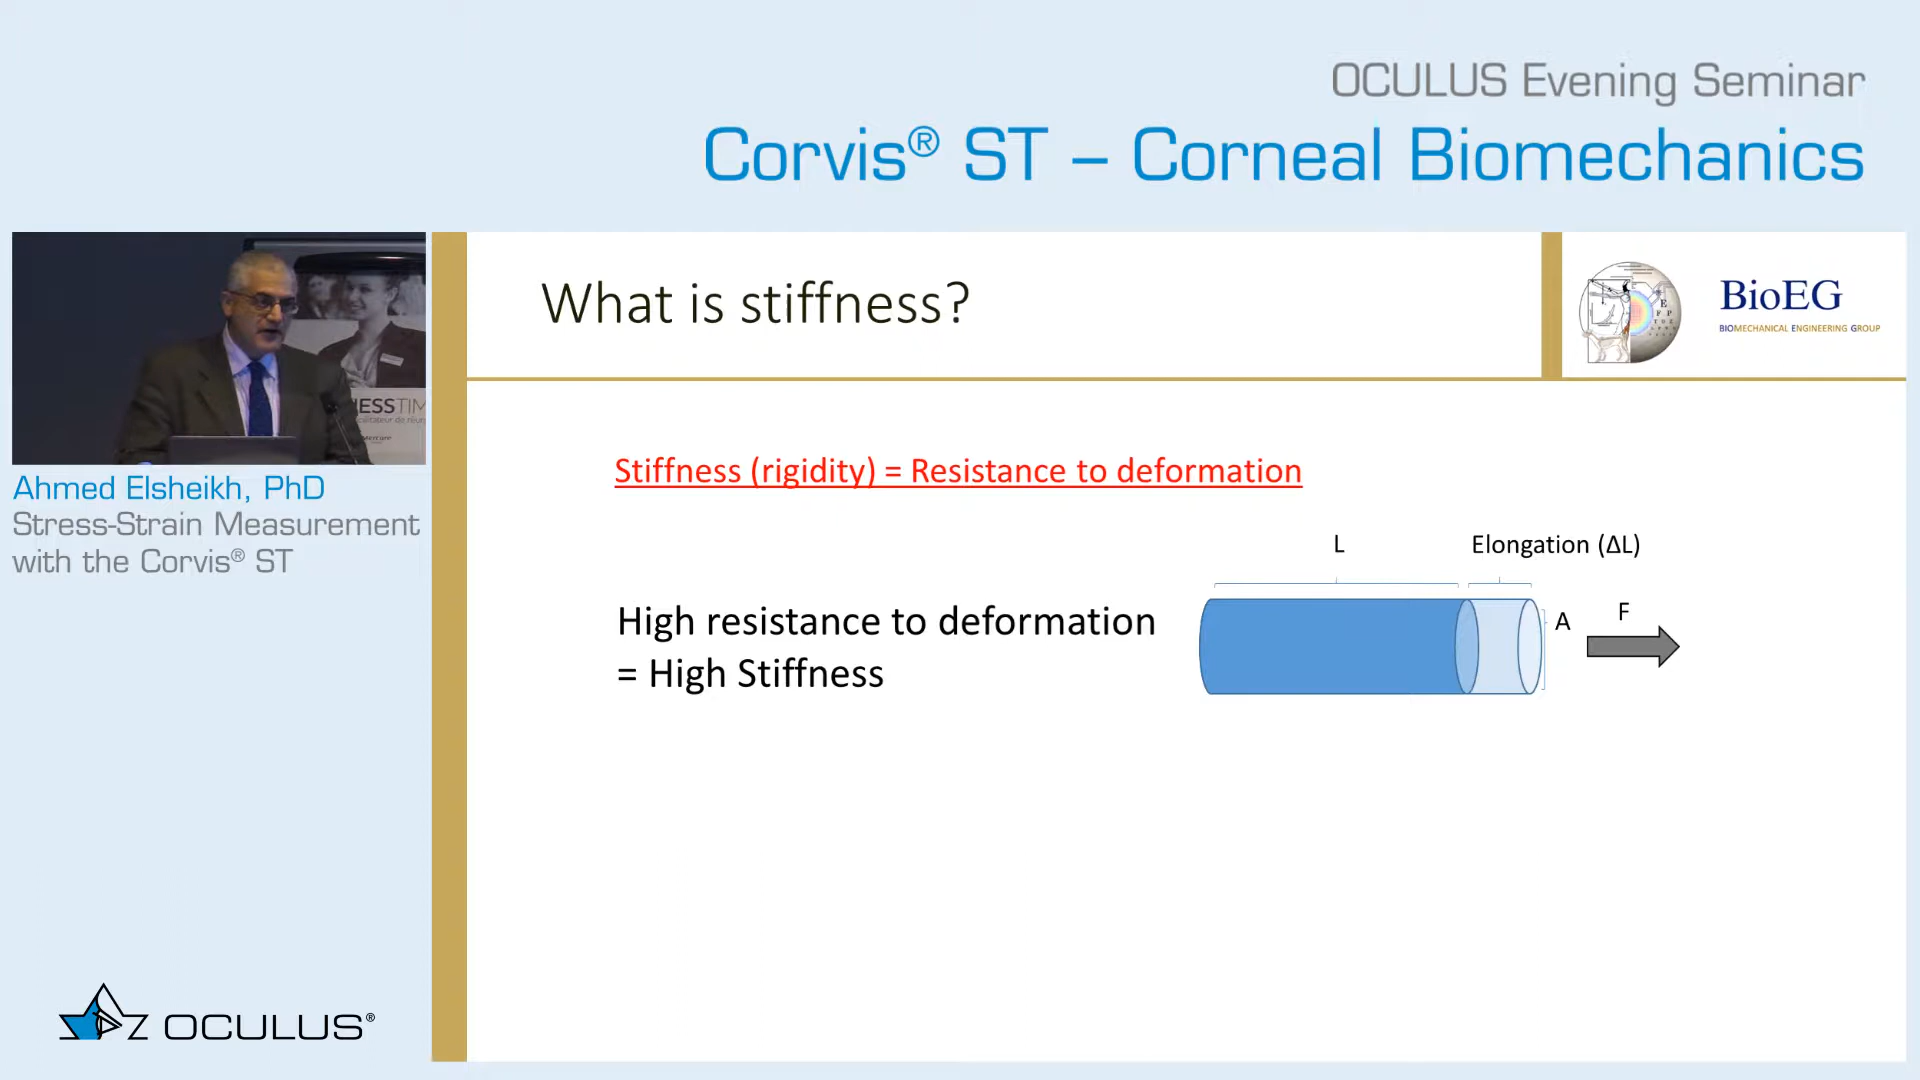 OCULUS Evening Seminar
Corvis® ST – Corneal Biomechanics
What is stiffness?
BioEG
BIOMECHANICAL ENGINEERING GROUP
Ahmed Elsheikh, PhD
Stress-Strain Measurement
with the Corvis® ST
Stiffness (rigidity) = Resistance to deformation
L
Elongation (ΔL)
A
F
High resistance to deformation
= High Stiffness
OCULUS®